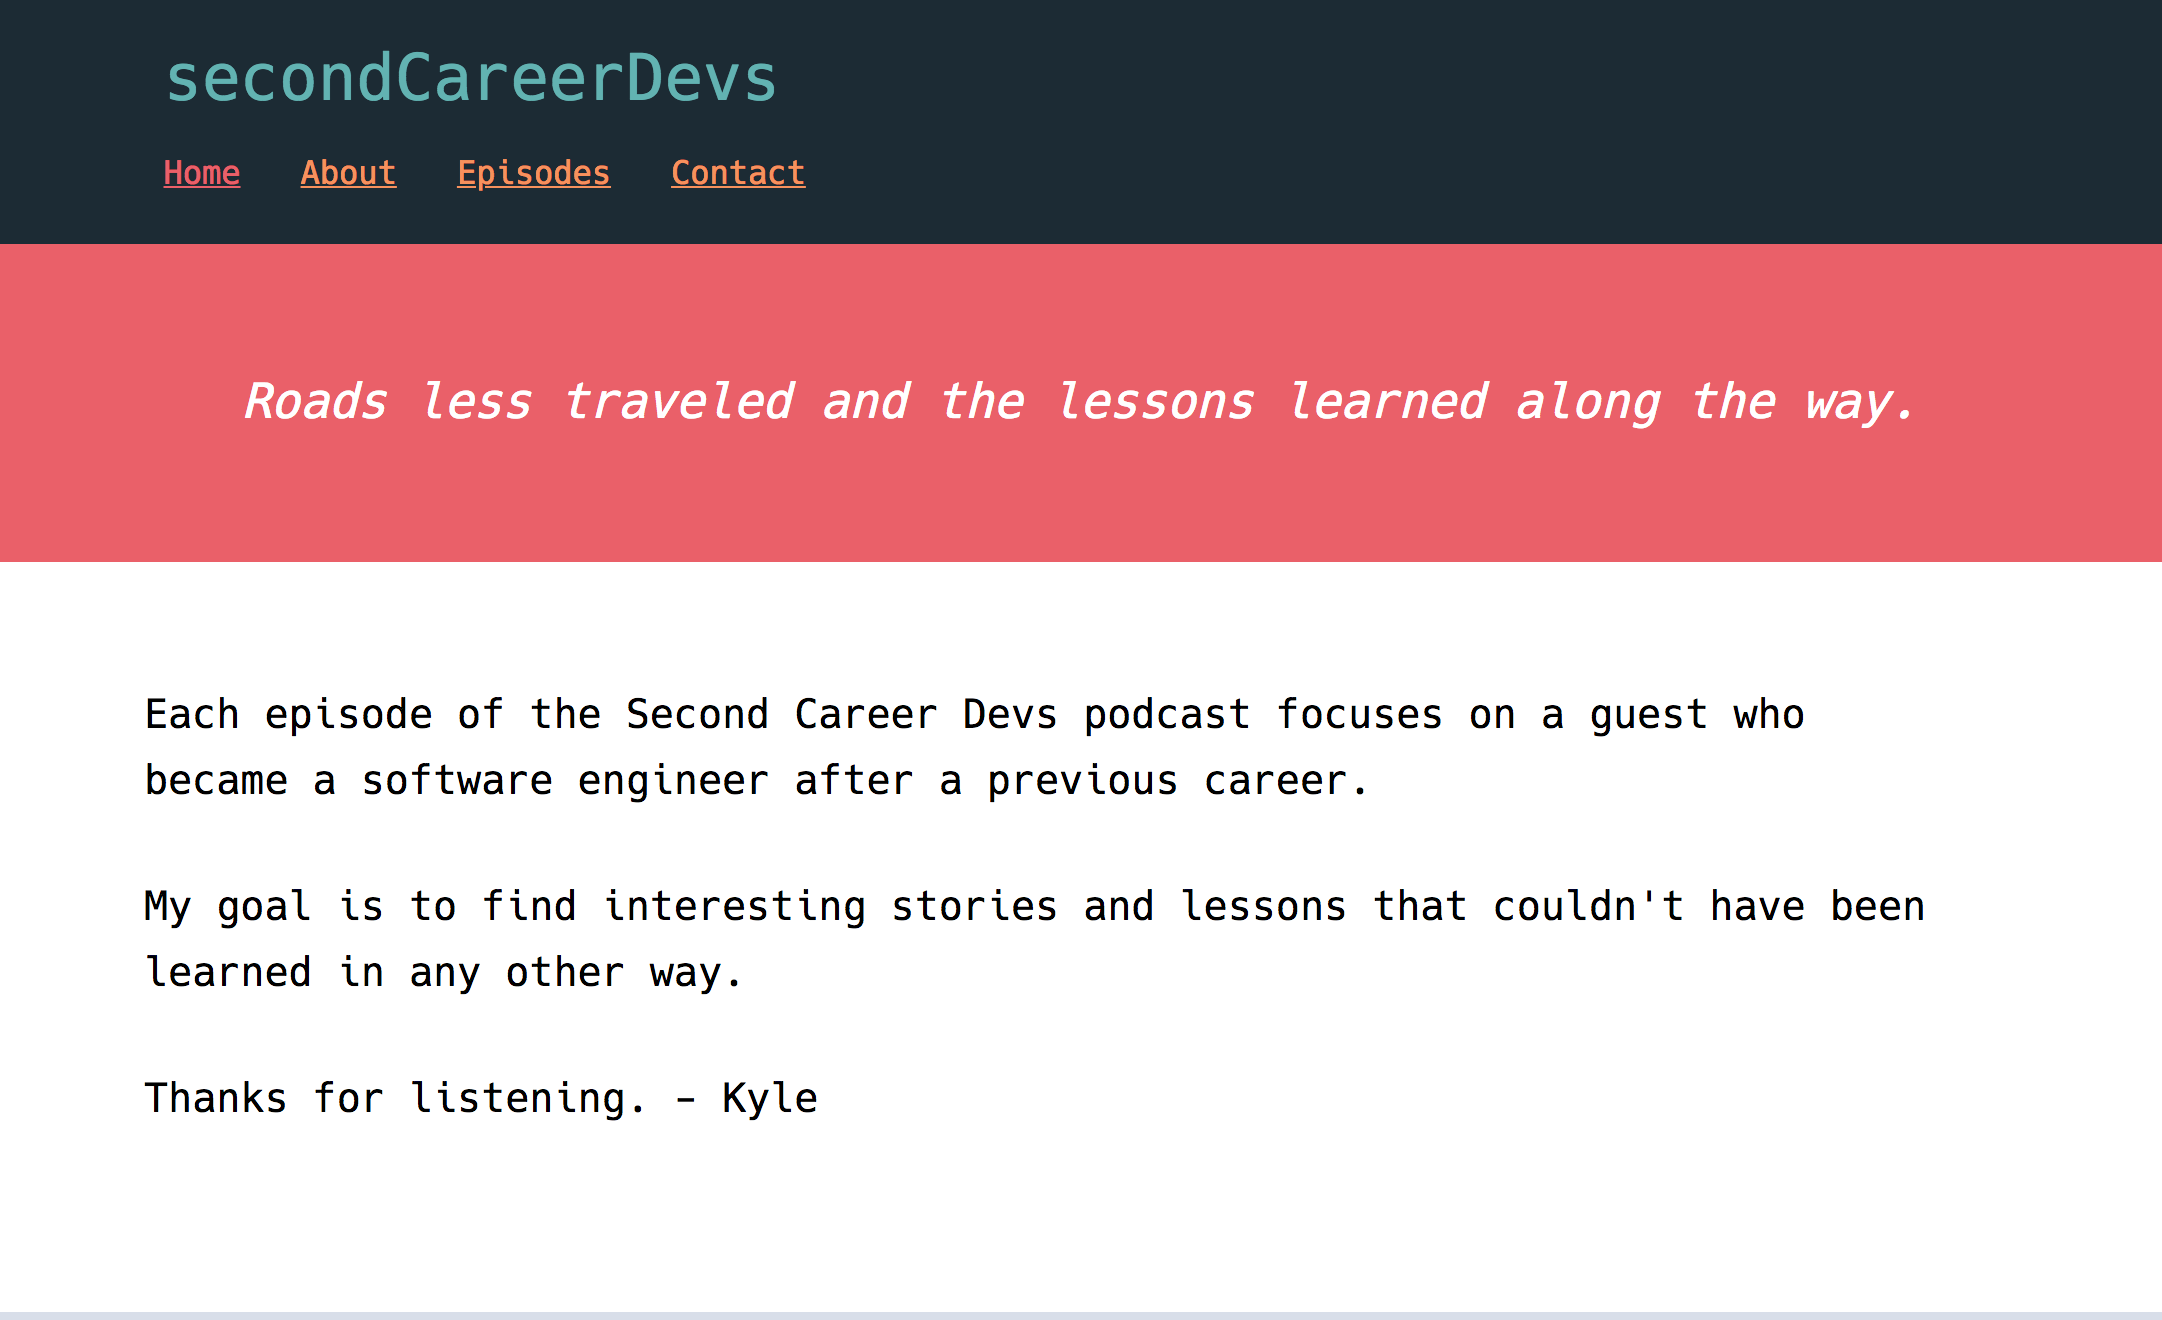 secondCareerDevs
Home About Episodes Contact
Roads less traveled and the lessons learned along the way.
Each episode of the Second Career Devs podcast focuses on a guest who
became a software engineer after a previous career.
My goal is to find interesting stories and lessons that couldn't have been
learned in any other way.
Thanks for listening. - Kyle